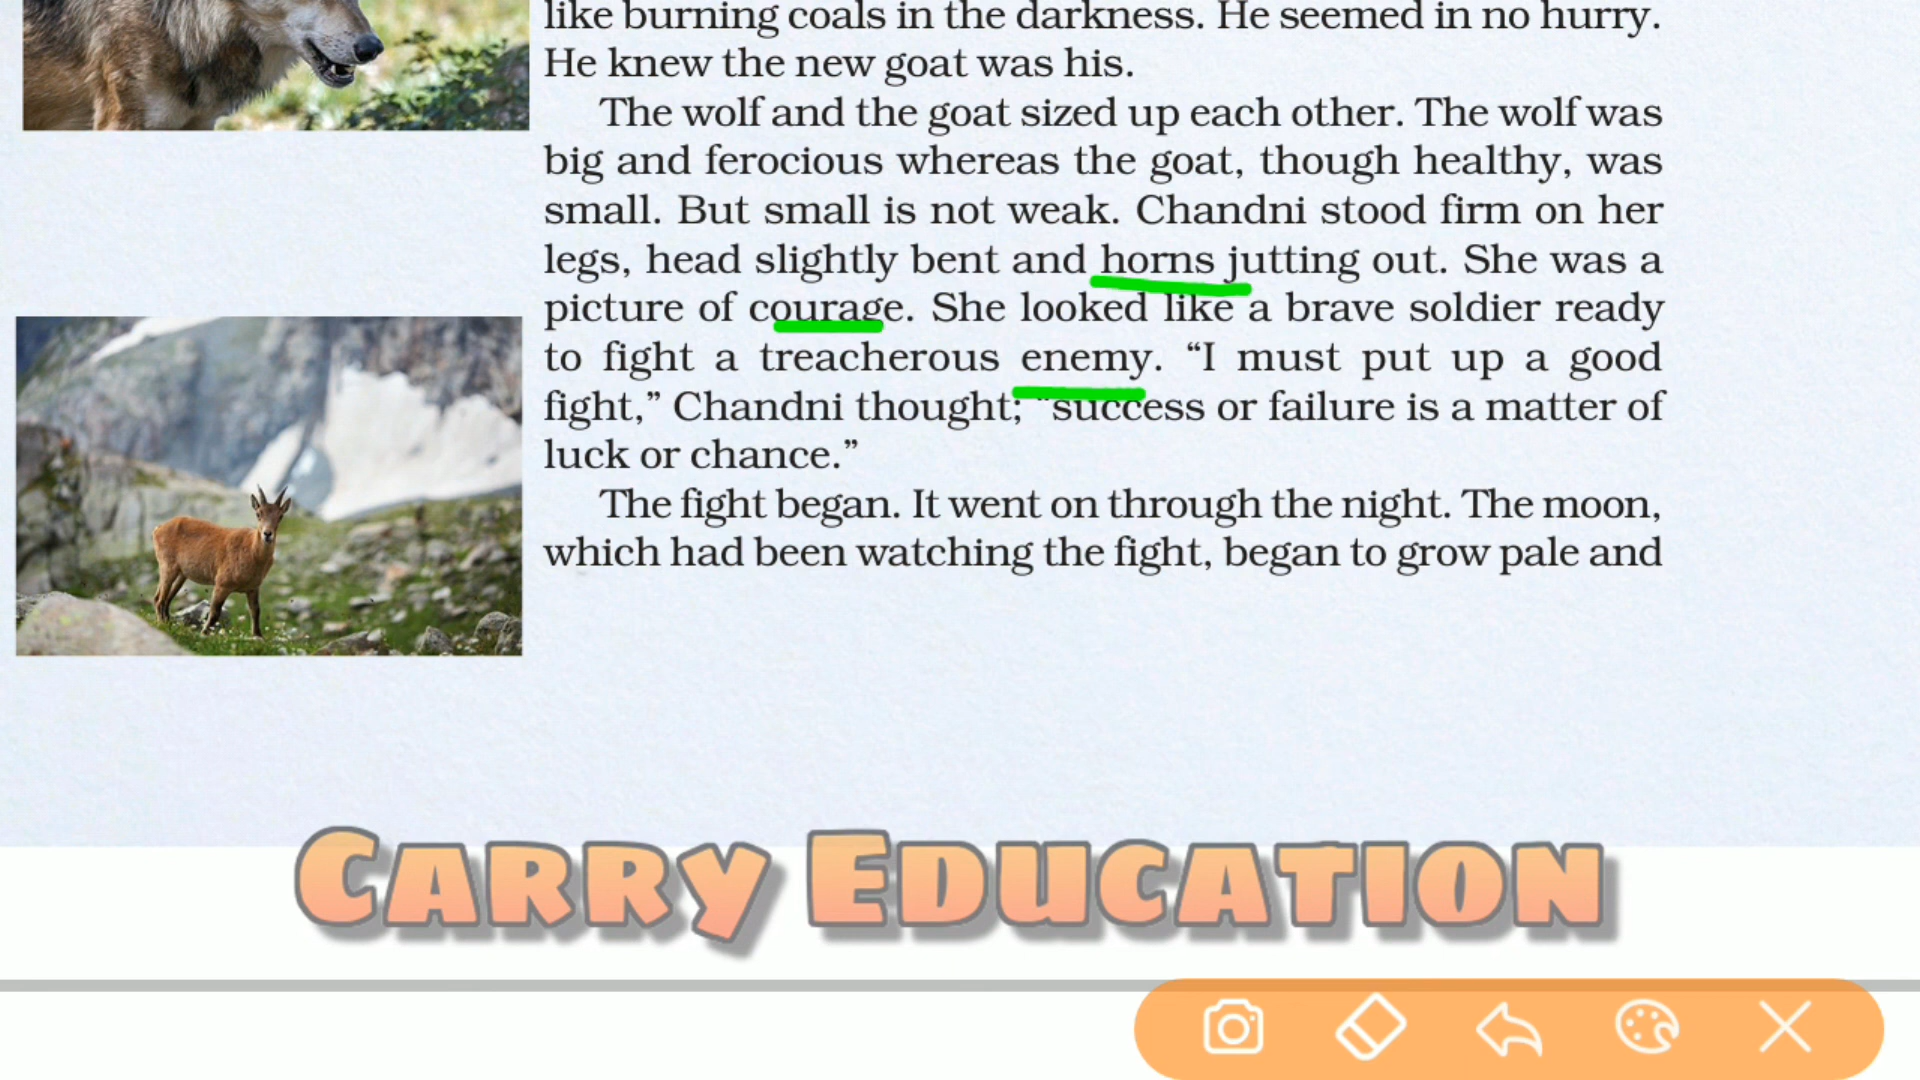 like burning coals in the darkness. He seemed in no hurry.
He knew the new goat was his.
The wolf and the goat sized up each other. The wolf was
big and ferocious whereas the goat, though healthy, was
small. But small is not weak. Chandni stood firm on her
legs, head slightly bent and horns jutting out. She was a
picture of courage. She looked like a brave soldier ready
to fight a treacherous enemy. “I must put up a good
fight,” Chandni thought; “success or failure is a matter of
luck or chance.”
The fight began. It went on through the night. The moon,
which had been watching the fight, began to grow pale and
CARRY EDUCATION